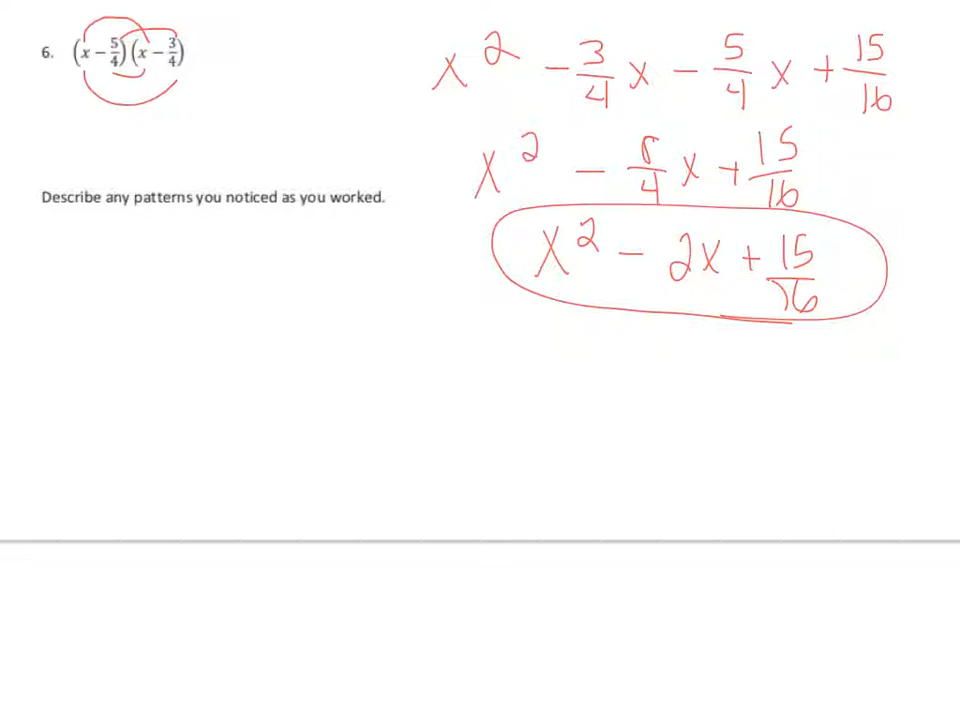 6. (x − 5/4)(x − 3/4)
x² − 3/4 x − 5/4 x + 15/16
x² − 8/4 x + 15/16
Describe any patterns you noticed as you worked.
x² − 2x + 15/16